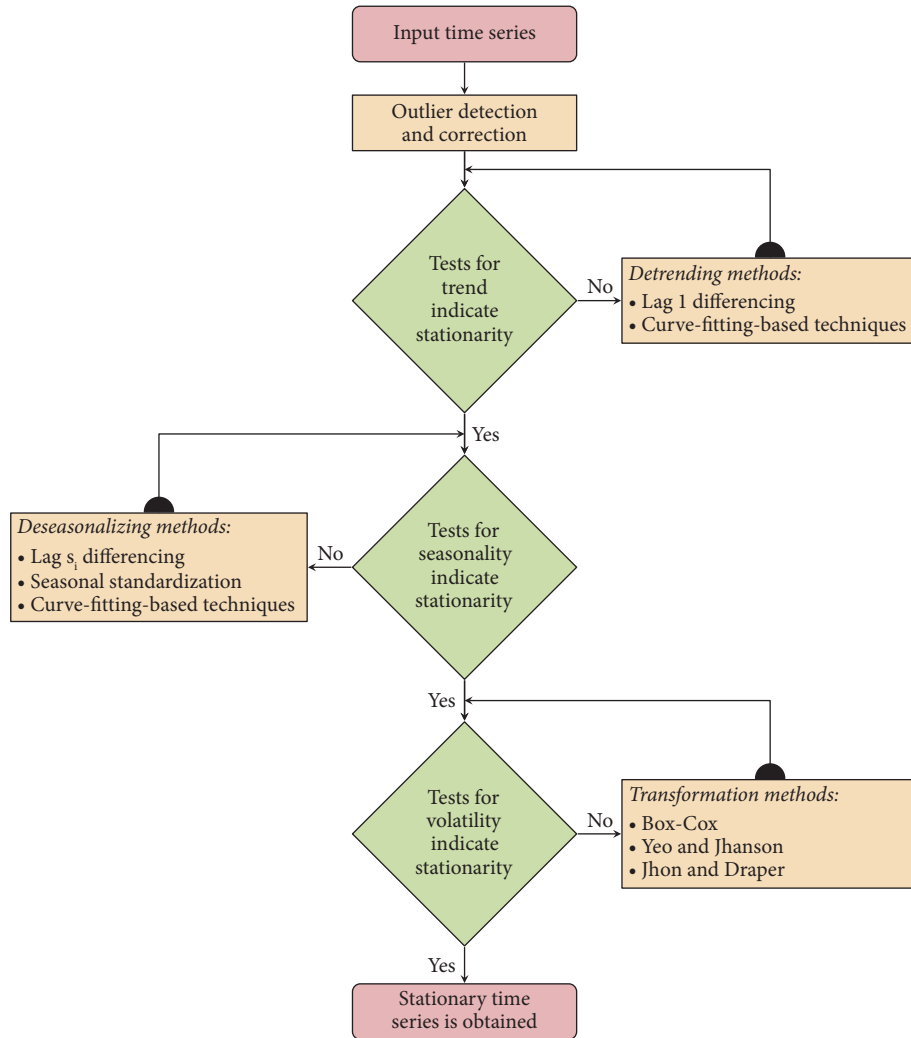 Input time series
Outlier detection
and correction
Tests for
trend
indicate
stationarity
No
Detrending methods:
• Lag 1 differencing
• Curve-fitting-based techniques
Yes
Deseasonalizing methods:
• Lag sᵢ differencing
• Seasonal standardization
• Curve-fitting-based techniques
No
Tests for
seasonality
indicate
stationarity
Yes
Tests for
volatility
indicate
stationarity
No
Transformation methods:
• Box-Cox
• Yeo and Jhanson
• Jhon and Draper
Yes
Stationary time
series is obtained